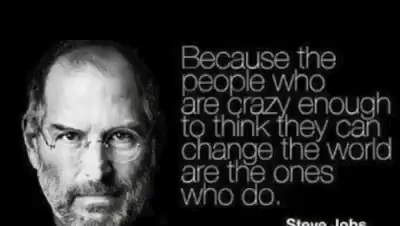 Because the
people who
are crazy enough
to think they can
change the world
are the ones
who do.
Steve Jobs